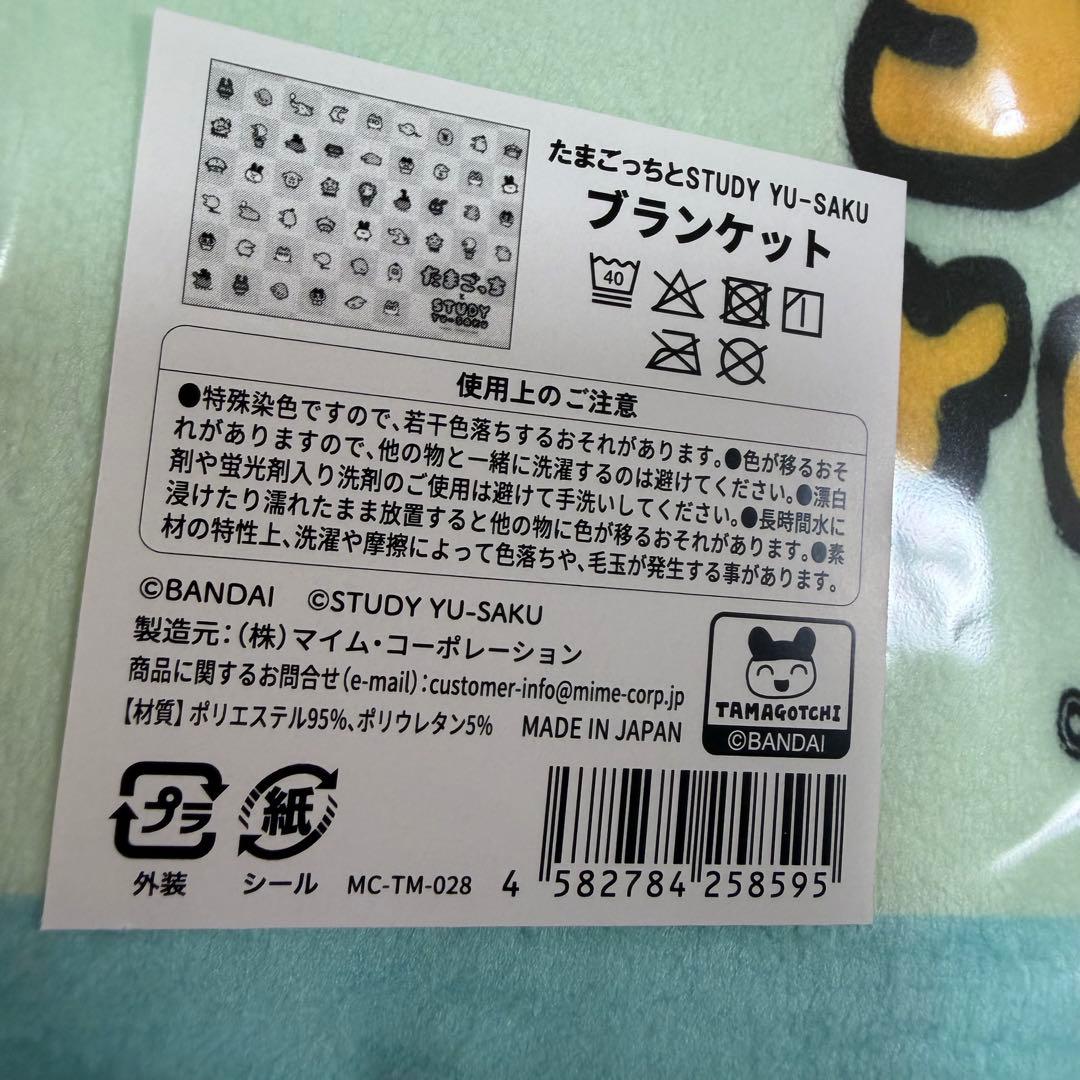 たまごっち
と
STUDY
YU-SAKU
たまごっちとSTUDY YU-SAKU
ブランケット
40
使用上のご注意
●特殊染色ですので、若干色落ちするおそれがあります。●色が移るおそ
れがありますので、他の物と一緒に洗濯するのは避けてください。●漂白
剤や蛍光剤入り洗剤のご使用は避けて手洗いしてください。●長時間水に
浸けたり濡れたまま放置すると他の物に色が移るおそれがあります。●素
材の特性上、洗濯や摩擦によって色落ちや、毛玉が発生する事があります。
©BANDAI ©STUDY YU-SAKU
製造元:(株)マイム・コーポレーション
商品に関するお問合せ(e-mail):customer-info@mime-corp.jp
【材質】ポリエステル95%、ポリウレタン5% MADE IN JAPAN
TAMAGOTCHI
©BANDAI
プラ
外装
紙
シール
MC-TM-028
4 582784 258595